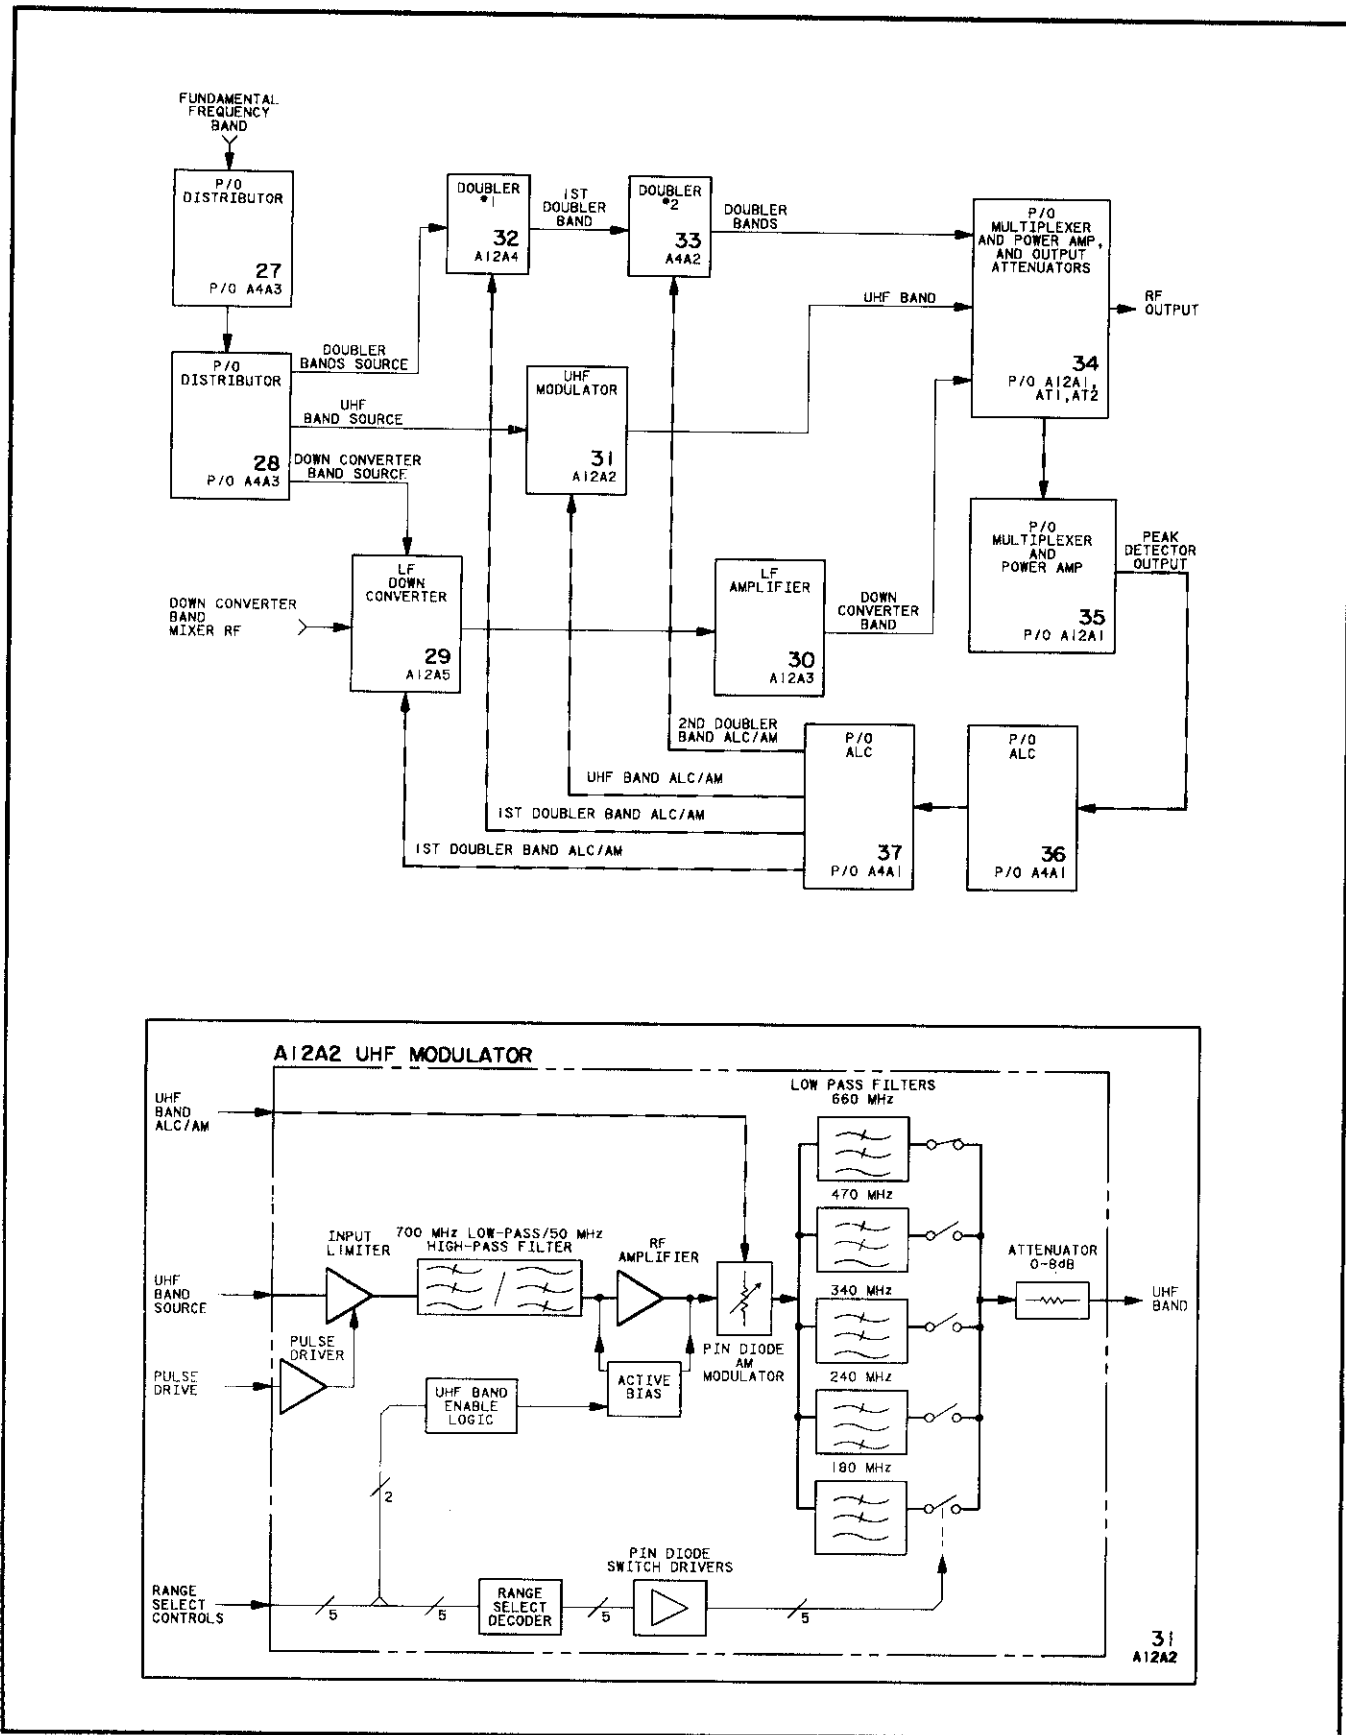 FUNDAMENTAL
FREQUENCY
BAND
P/O
DISTRIBUTOR
27
P/O A4A3
P/O
DISTRIBUTOR
28
P/O A4A3
DOUBLER
BANDS SOURCE
UHF
BAND SOURCE
DOWN CONVERTER
BAND SOURCE
DOUBLER
#1
32
A12A4
1ST
DOUBLER
BAND
DOUBLER
#2
33
A4A2
DOUBLER
BANDS
UHF BAND
P/O
MULTIPLEXER
AND POWER AMP,
AND OUTPUT
ATTENUATORS
34
P/O A12A1,
AT1,AT2
RF
OUTPUT
UHF
MODULATOR
31
A12A2
DOWN CONVERTER
BAND
MIXER RF
LF
DOWN
CONVERTER
29
A12A5
LF
AMPLIFIER
30
A12A3
DOWN
CONVERTER
BAND
P/O
MULTIPLEXER
AND
POWER AMP
35
P/O A12A1
PEAK
DETECTOR
OUTPUT
2ND DOUBLER
BAND ALC/AM
UHF BAND ALC/AM
1ST DOUBLER BAND ALC/AM
1ST DOUBLER BAND ALC/AM
P/O
ALC
37
P/O A4A1
P/O
ALC
36
P/O A4A1
A12A2 UHF MODULATOR
UHF
BAND
ALC/AM
LOW PASS FILTERS
660 MHz
470 MHz
340 MHz
240 MHz
180 MHz
INPUT
LIMITER
700 MHz LOW-PASS/50 MHz
HIGH-PASS FILTER
RF
AMPLIFIER
UHF
BAND
SOURCE
PULSE
DRIVER
PULSE
DRIVE
UHF BAND
ENABLE
LOGIC
ACTIVE
BIAS
PIN DIODE
AM
MODULATOR
ATTENUATOR
0-8dB
UHF
BAND
2
RANGE
SELECT
CONTROLS
5
5
RANGE
SELECT
DECODER
5
PIN DIODE
SWITCH DRIVERS
5
31
A12A2